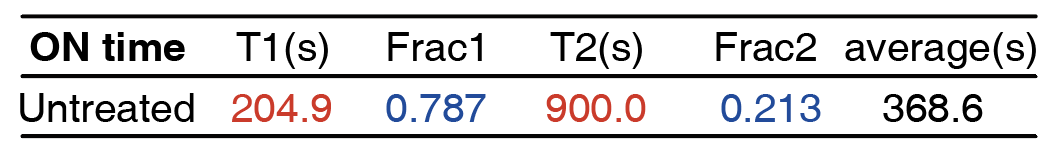 ON time T1(s) Frac1 T2(s) Frac2 average(s)
Untreated 204.9 0.787 900.0 0.213 368.6